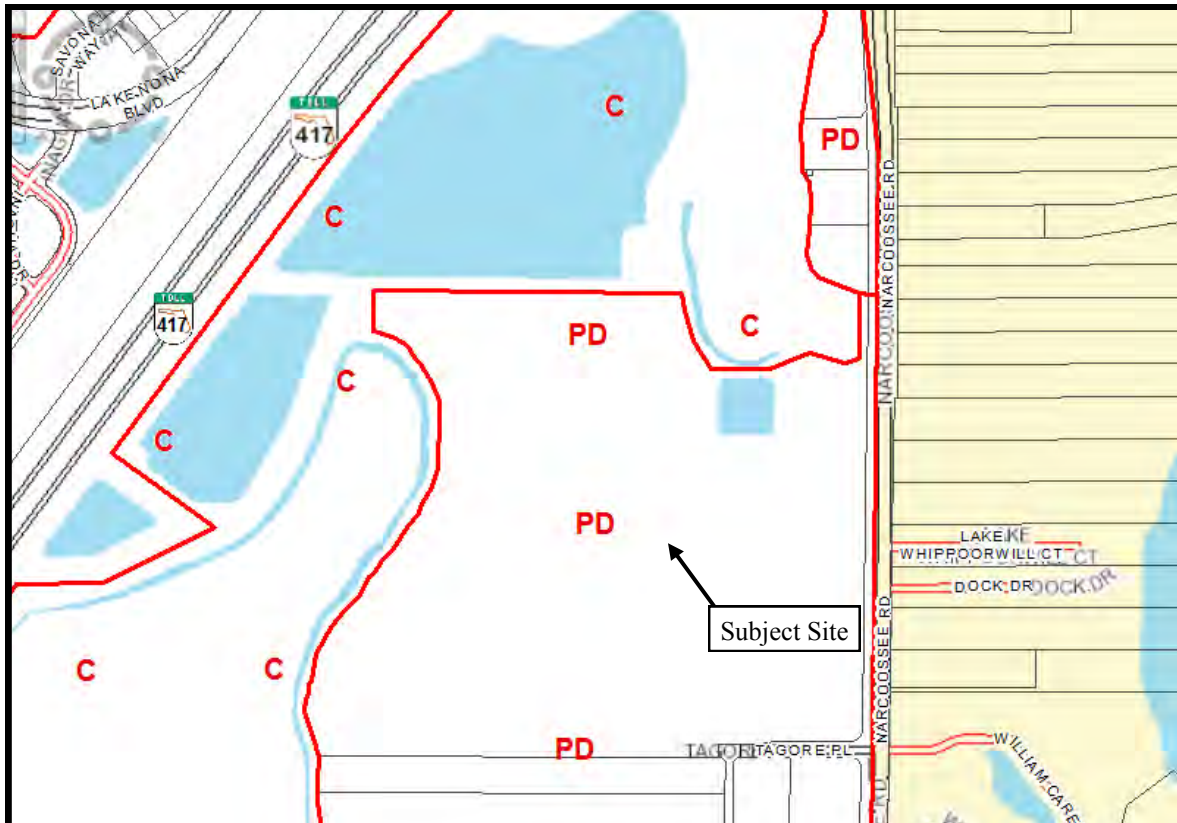 SAVONA
WAY
LAKE NONA
BLVD
TOLL
417
C
PD
C
NARCOOSSEE RD
TOLL
417
PD
C
C
C
PD
LAKE
WHIPPOORWILL CT
DOCK DR
DOCK DR
Subject Site
NARCOOSSEE RD
C
C
PD
TAGORE PL
WILLIAM CARE